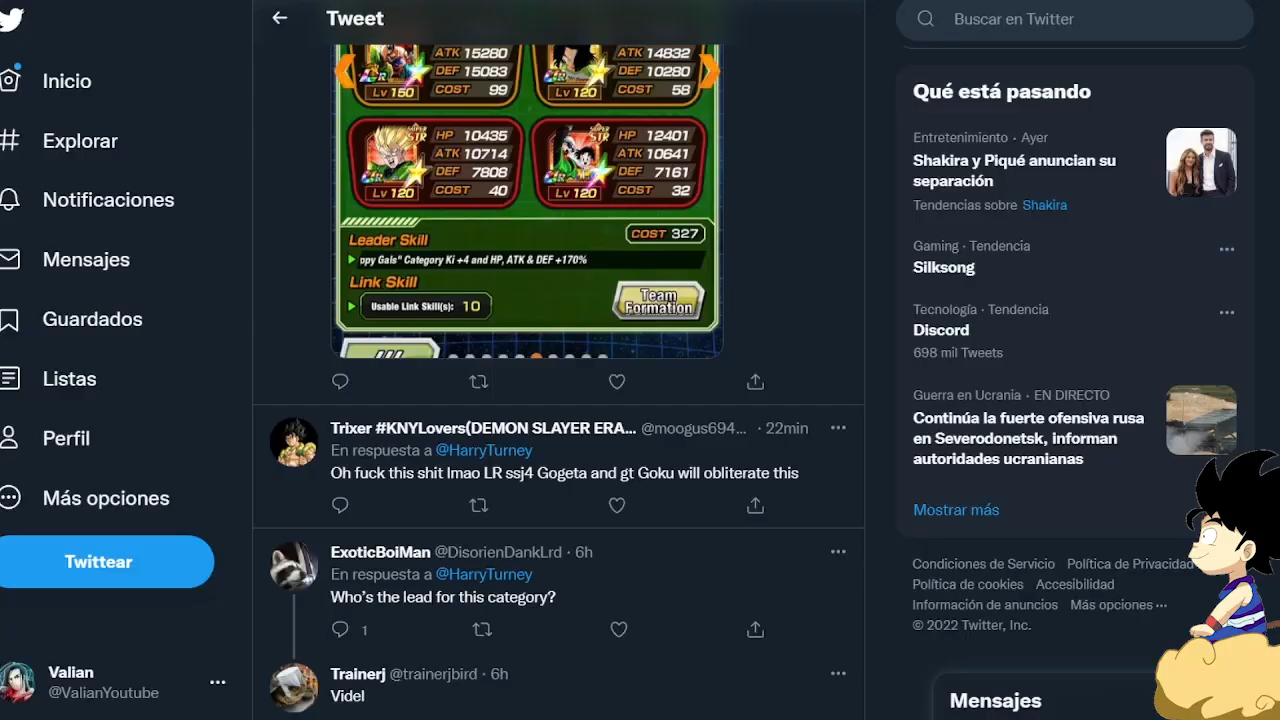 Tweet
Buscar en Twitter
Inicio
Explorar
Notificaciones
Mensajes
Guardados
Listas
Perfil
Más opciones
Twittear
Valian
@ValianYoutube
ATK 15280
DEF 15083
COST 99
Lv 150
ATK 14832
DEF 10280
COST 58
Lv 120
SUPER STR
HP 10435
ATK 10714
DEF 7808
COST 40
Lv 120
SUPER STR
HP 12401
ATK 10641
DEF 7161
COST 32
Lv 120
Leader Skill
COST 327
ppy Gals" Category Ki +4 and HP, ATK & DEF +170%
Link Skill
Usable Link Skill(s): 10
Team
Formation
Trixer #KNYLovers(DEMON SLAYER ERA... @moogus694... · 22min
En respuesta a @HarryTurney
Oh fuck this shit lmao LR ssj4 Gogeta and gt Goku will obliterate this
ExoticBoiMan @DisorienDankLrd · 6h
En respuesta a @HarryTurney
Who's the lead for this category?
1
Trainerj @trainerjbird · 6h
Videl
Qué está pasando
Entretenimiento · Ayer
Shakira y Piqué anuncian su
separación
Tendencias sobre Shakira
Gaming · Tendencia
Silksong
Tecnología · Tendencia
Discord
698 mil Tweets
Guerra en Ucrania · EN DIRECTO
Continúa la fuerte ofensiva rusa
en Severodonetsk, informan
autoridades ucranianas
Mostrar más
Condiciones de Servicio Política de Privacidad
Política de cookies Accesibilidad
Información de anuncios Más opciones ···
© 2022 Twitter, Inc.
Mensajes